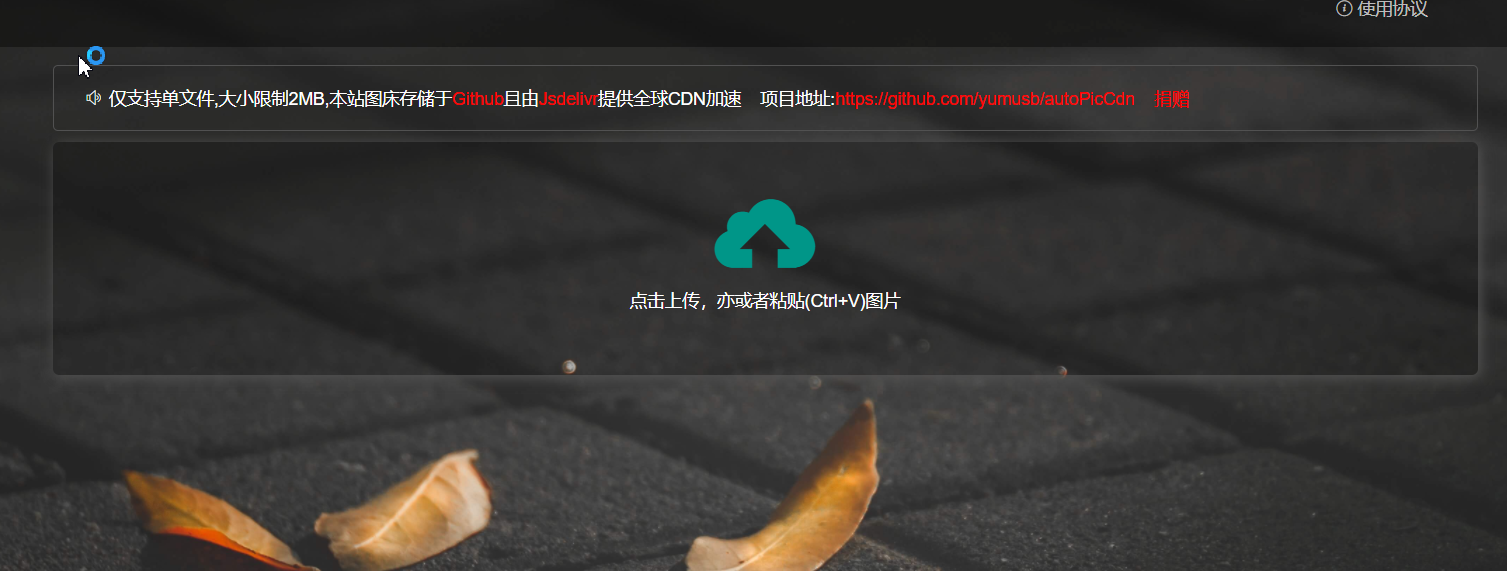 使用协议
仅支持单文件,大小限制2MB,本站图床存储于Github且由Jsdelivr提供全球CDN加速 项目地址:https://github.com/yumusb/autoPicCdn 捐赠
点击上传，亦或者粘贴(Ctrl+V)图片